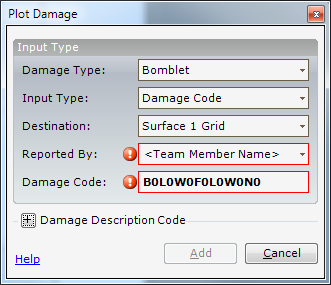 Plot Damage
Input Type
Damage Type: Bomblet
Input Type: Damage Code
Destination: Surface 1 Grid
Reported By: <Team Member Name>
Damage Code: B0L0W0F0L0W0N0
Damage Description Code
Help Add Cancel